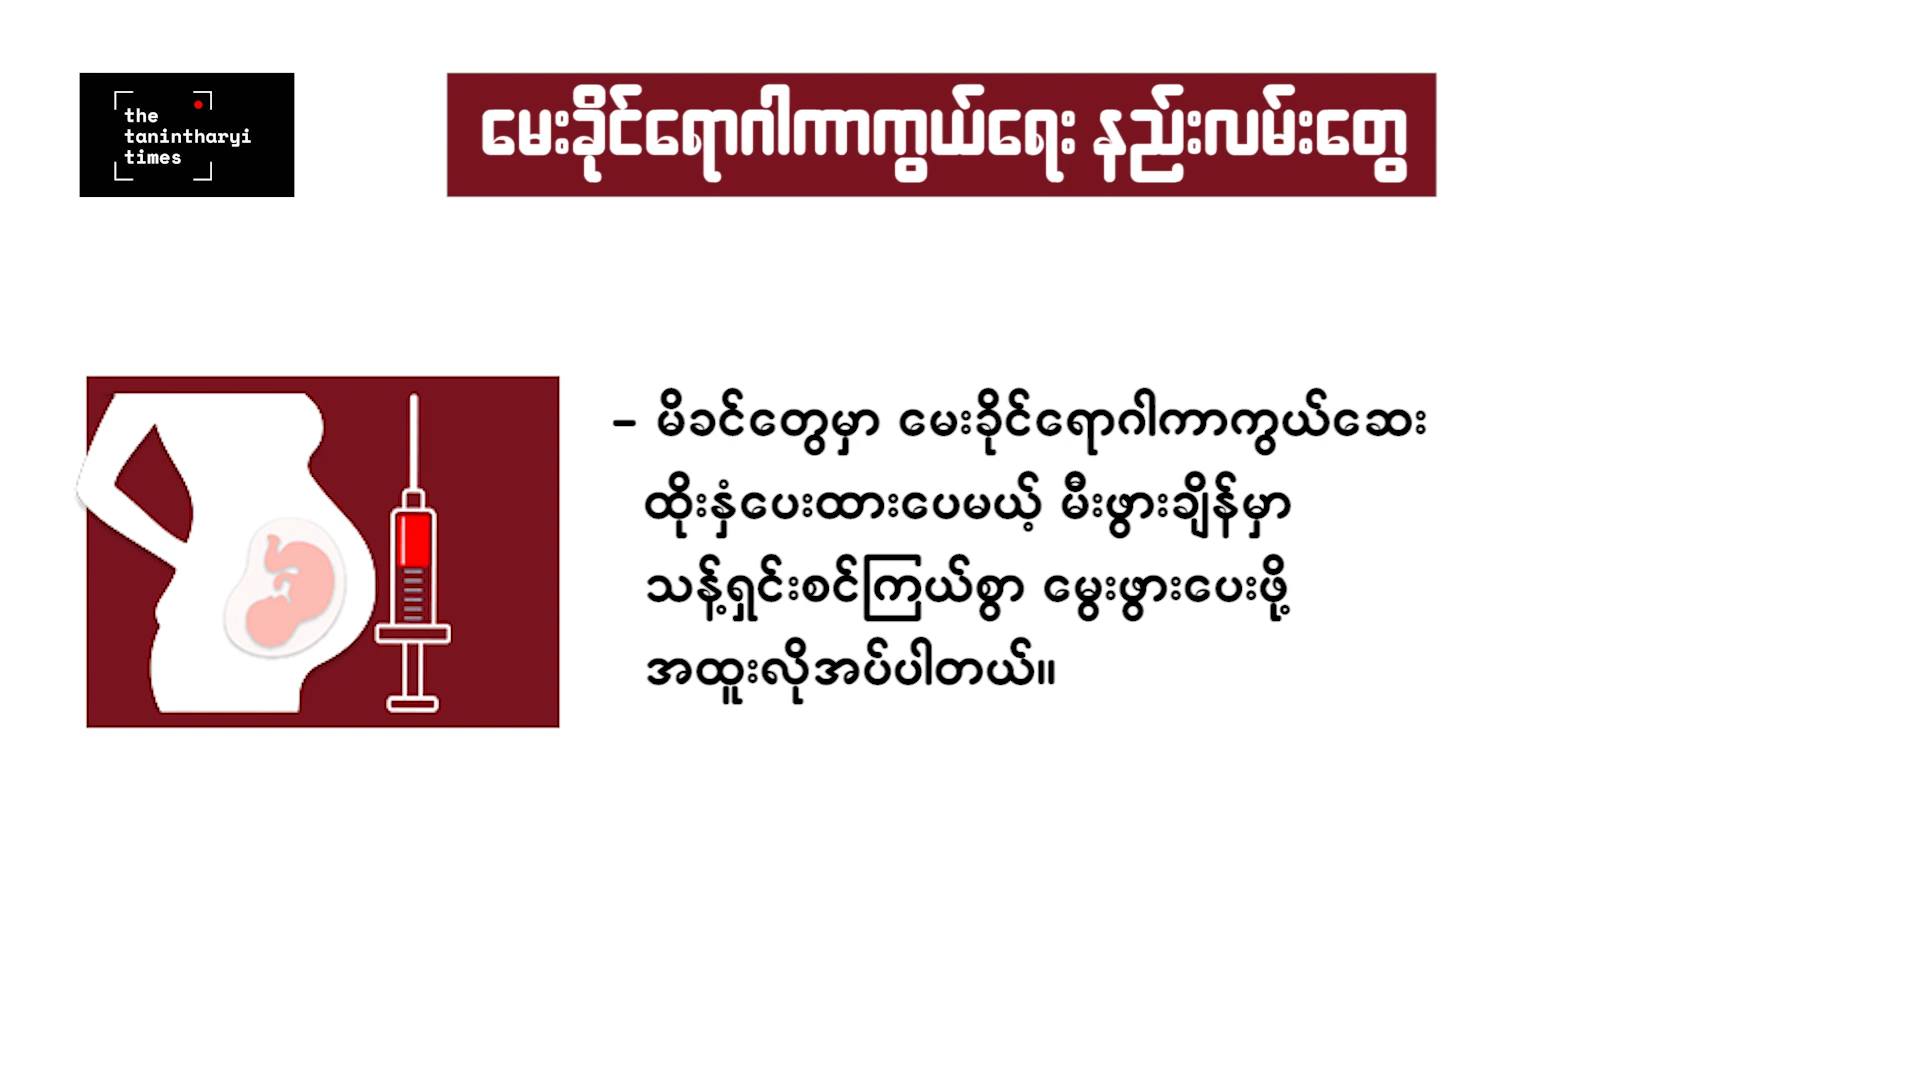 the
tanintharyi
times
မေးခိုင်ရောဂါကာကွယ်ရေး နည်းလမ်းတွေ
– မိခင်တွေမှာ မေးခိုင်ရောဂါကာကွယ်ဆေး
ထိုးနှံပေးထားပေမယ့် မီးဖွားချိန်မှာ
သန့်ရှင်းစင်ကြယ်စွာ မွေးဖွားပေးဖို့
အထူးလိုအပ်ပါတယ်။